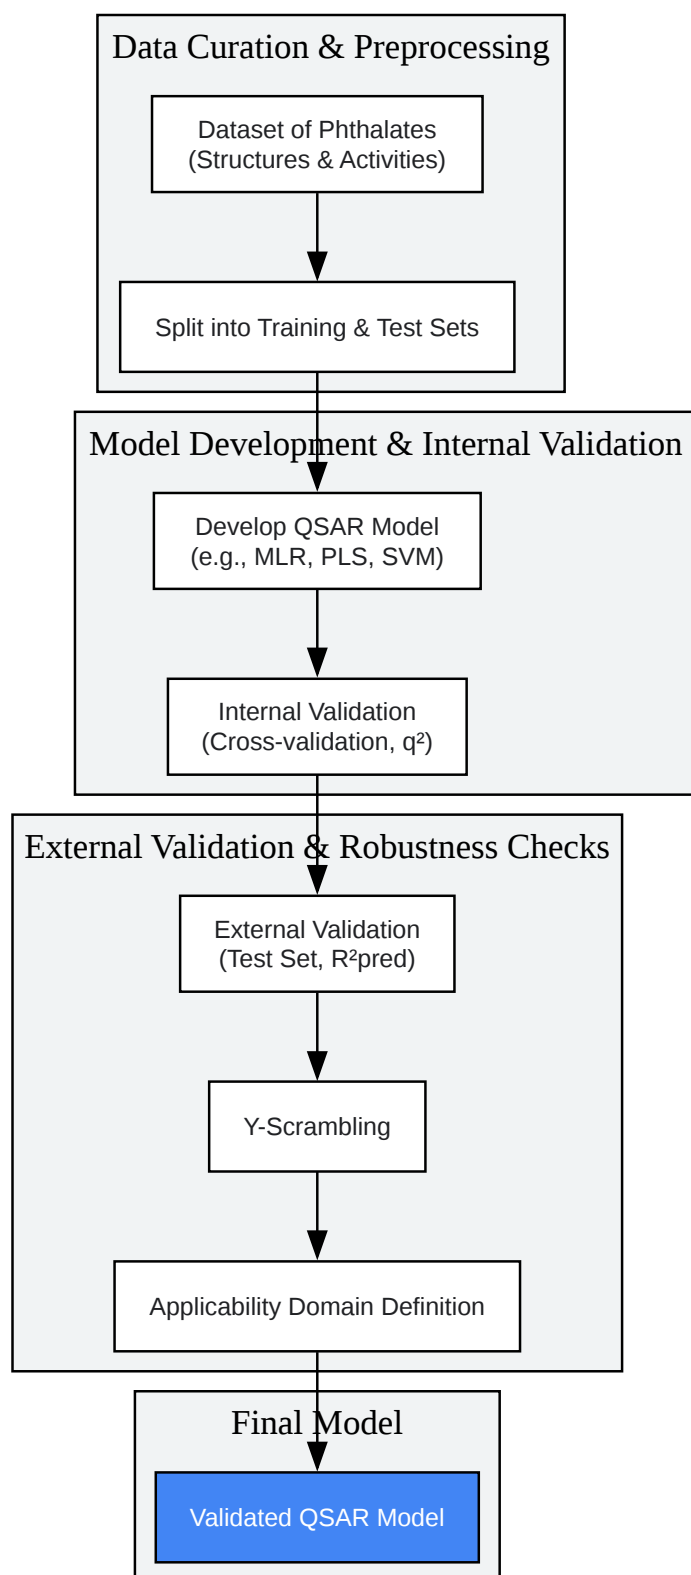 Data Curation & Preprocessing
Dataset of Phthalates
(Structures & Activities)
Split into Training & Test Sets
Model Development & Internal Validation
Develop QSAR Model
(e.g., MLR, PLS, SVM)
Internal Validation
(Cross-validation, q²)
External Validation & Robustness Checks
External Validation
(Test Set, R²pred)
Y-Scrambling
Applicability Domain Definition
Final Model
Validated QSAR Model